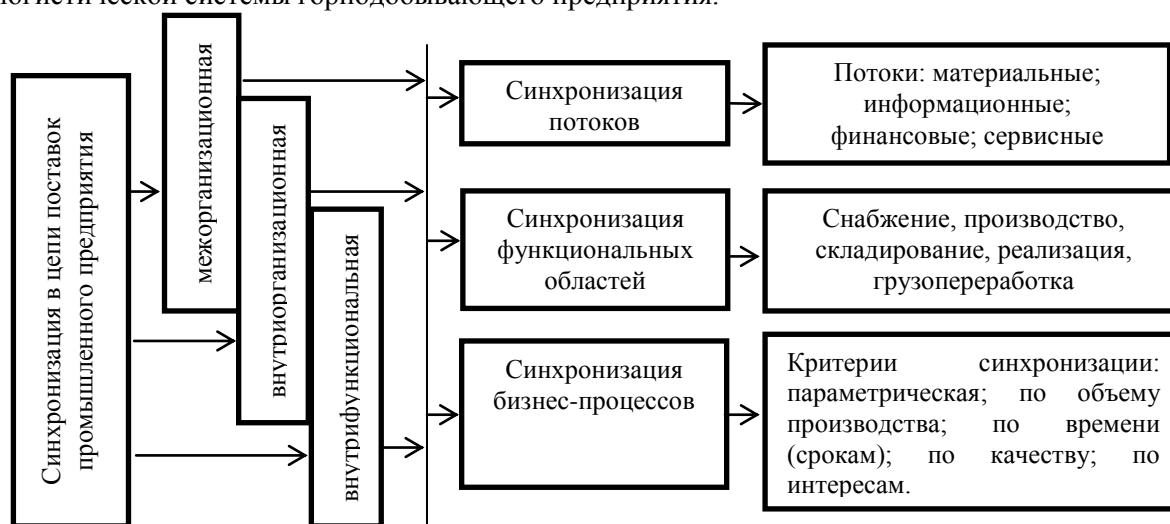 логистической системы горнодобывающего предприятия.
Синхронизация в цепи поставок
промышленного предприятия
межорганизационная
внутриорганизационная
внутрифункциональная
Синхронизация
потоков
Потоки: материальные;
информационные;
финансовые; сервисные
Синхронизация
функциональных
областей
Снабжение, производство,
складирование, реализация,
грузопереработка
Синхронизация
бизнес-процессов
Критерии синхронизации:
параметрическая; по объему
производства; по времени
(срокам); по качеству; по
интересам.